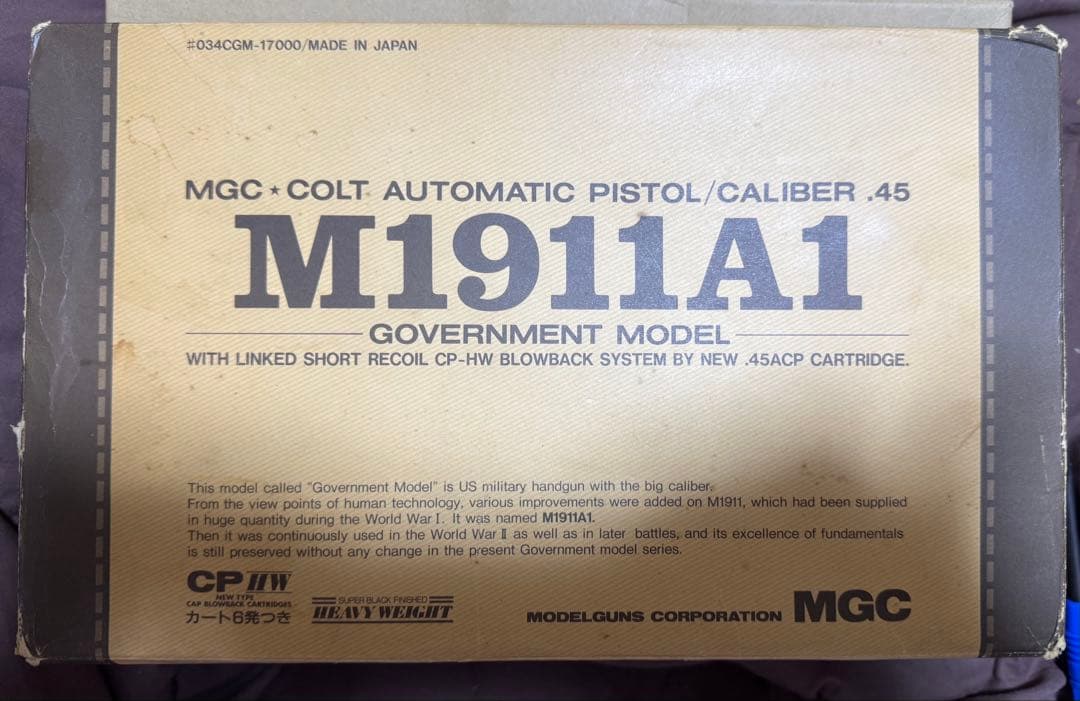 #034CGM-17000/MADE IN JAPAN
MGC★COLT AUTOMATIC PISTOL/CALIBER .45
M1911A1
GOVERNMENT MODEL
WITH LINKED SHORT RECOIL CP-HW BLOWBACK SYSTEM BY NEW .45ACP CARTRIDGE.
This model called "Government Model" is US military handgun with the big caliber.
From the view points of human technology, various improvements were added on M1911, which had been supplied
in huge quantity during the World War I. It was named M1911A1.
Then it was continuously used in the World War II as well as in later battles, and its excellence of fundamentals
is still preserved without any change in the present Government model series.
CP HW
NEW TYPE
CAP BLOWBACK CARTRIDGES
カート6発つき
SUPER BLACK FINISHED
HEAVY WEIGHT
MODELGUNS CORPORATION MGC